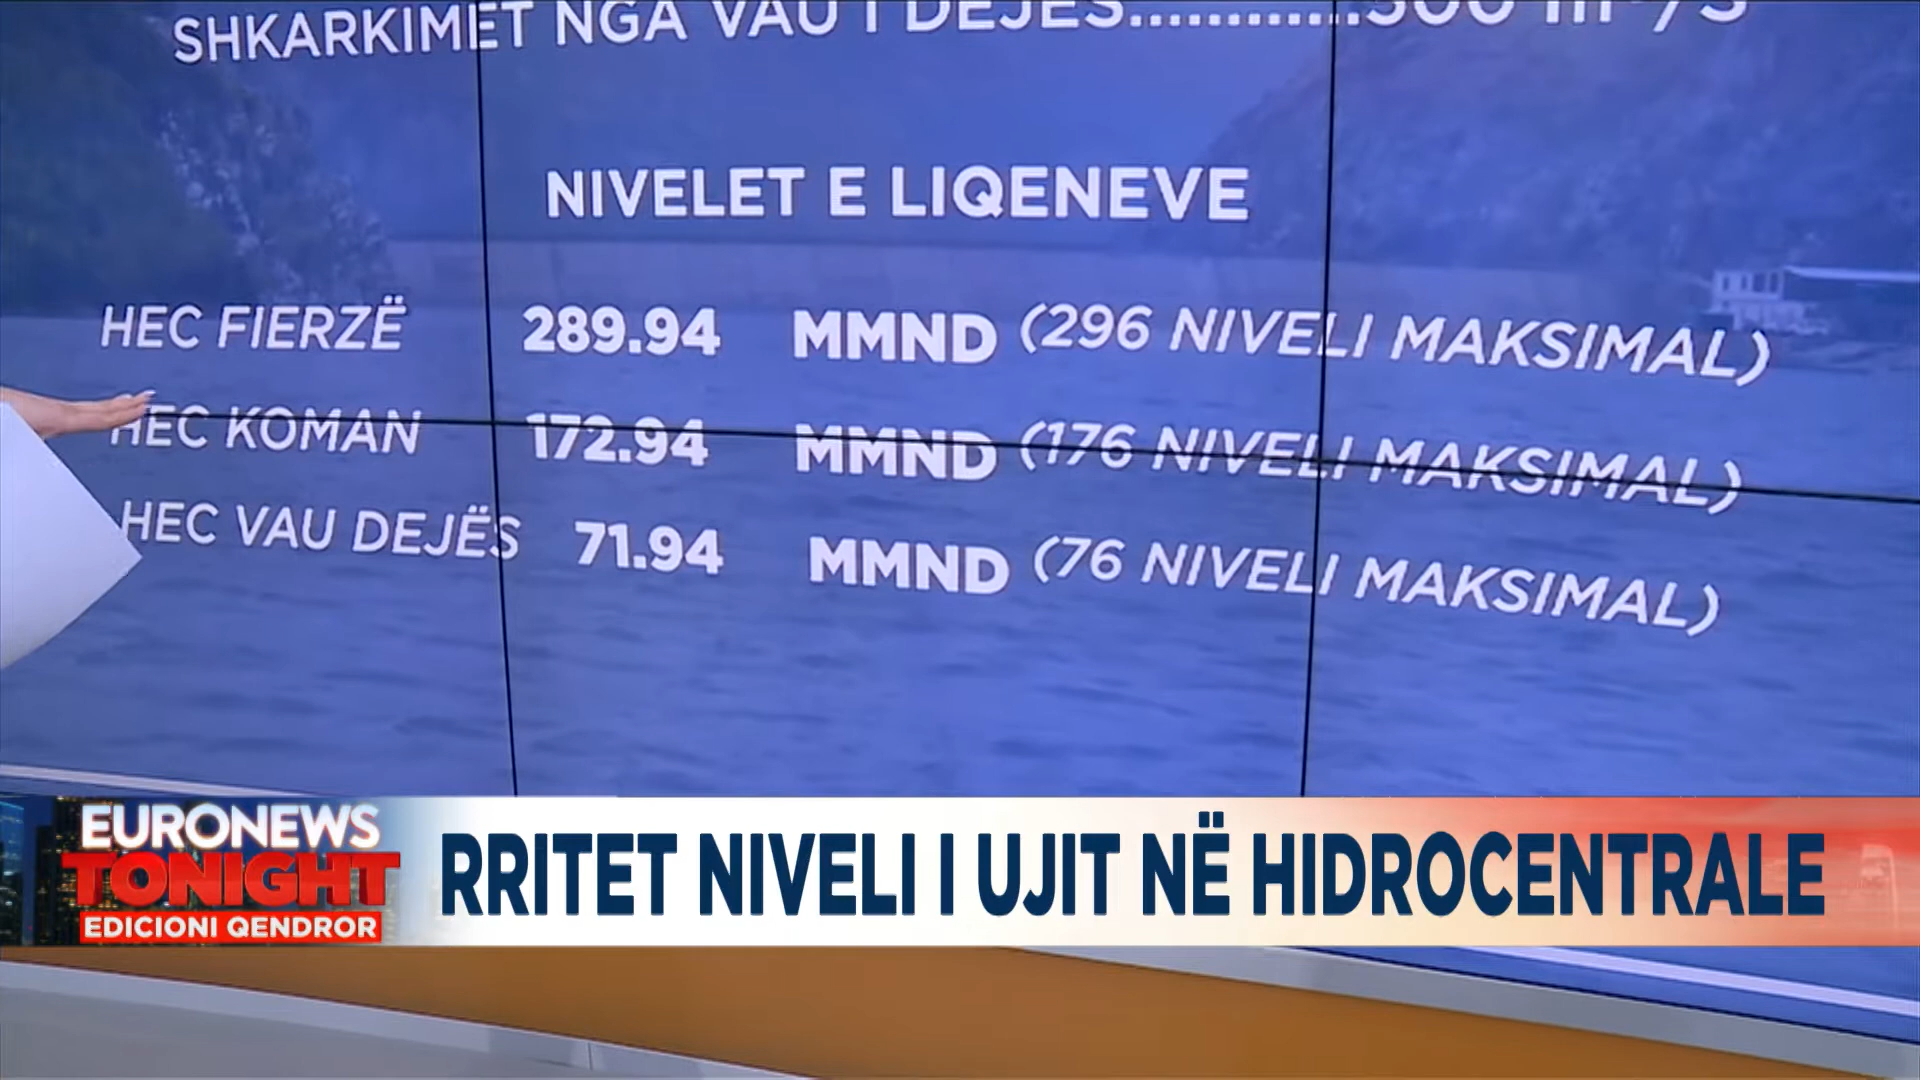 SHKARKIMET NGA VAU I DEJËS............500 m³/S
NIVELET E LIQENEVE
HEC FIERZË 289.94 MMND (296 NIVELI MAKSIMAL)
HEC KOMAN 172.94 MMND (176 NIVELI MAKSIMAL)
HEC VAU DEJËS 71.94 MMND (76 NIVELI MAKSIMAL)
EURONEWS
TONIGHT
EDICIONI QENDROR
RRITET NIVELI I UJIT NË HIDROCENTRALE